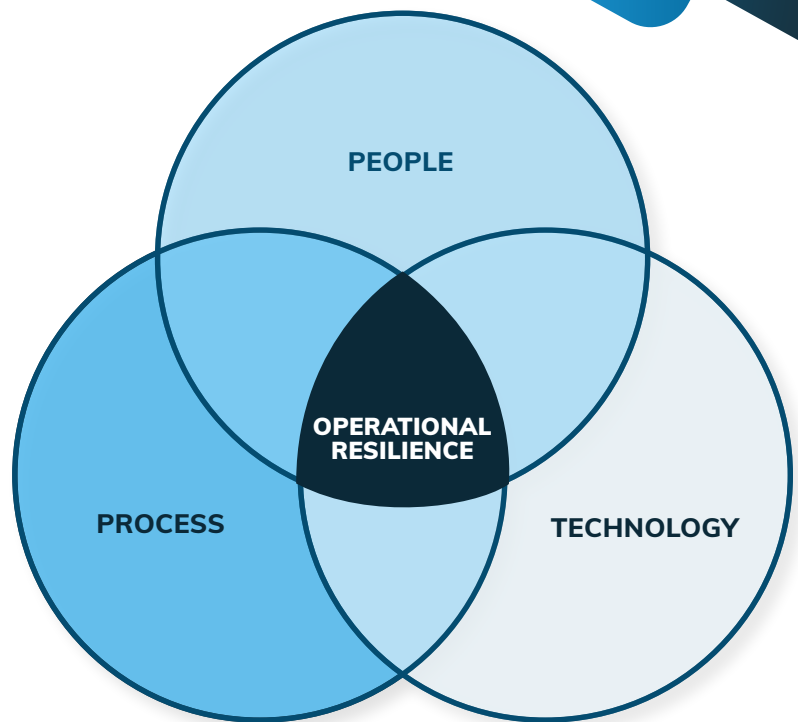 PEOPLE
OPERATIONAL
RESILIENCE
PROCESS
TECHNOLOGY